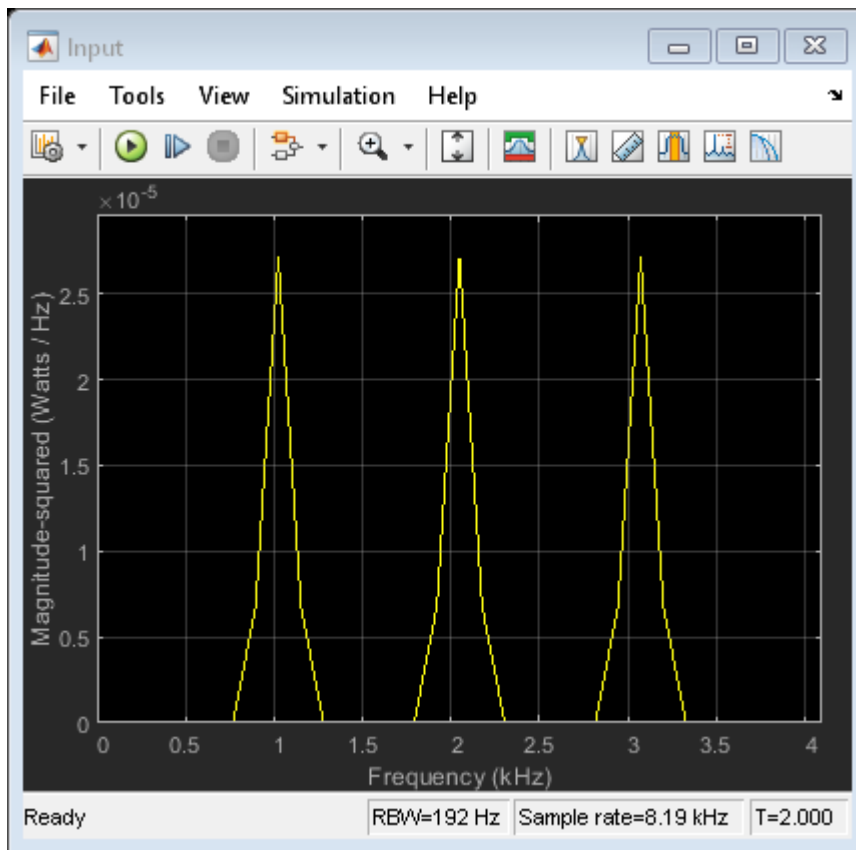 Input
File Tools View Simulation Help
×10⁻⁵
Magnitude-squared (Watts / Hz)
2.5
2
1.5
1
0.5
0
0 0.5 1 1.5 2 2.5 3 3.5 4
Frequency (kHz)
Ready RBW=192 Hz Sample rate=8.19 kHz T=2.000